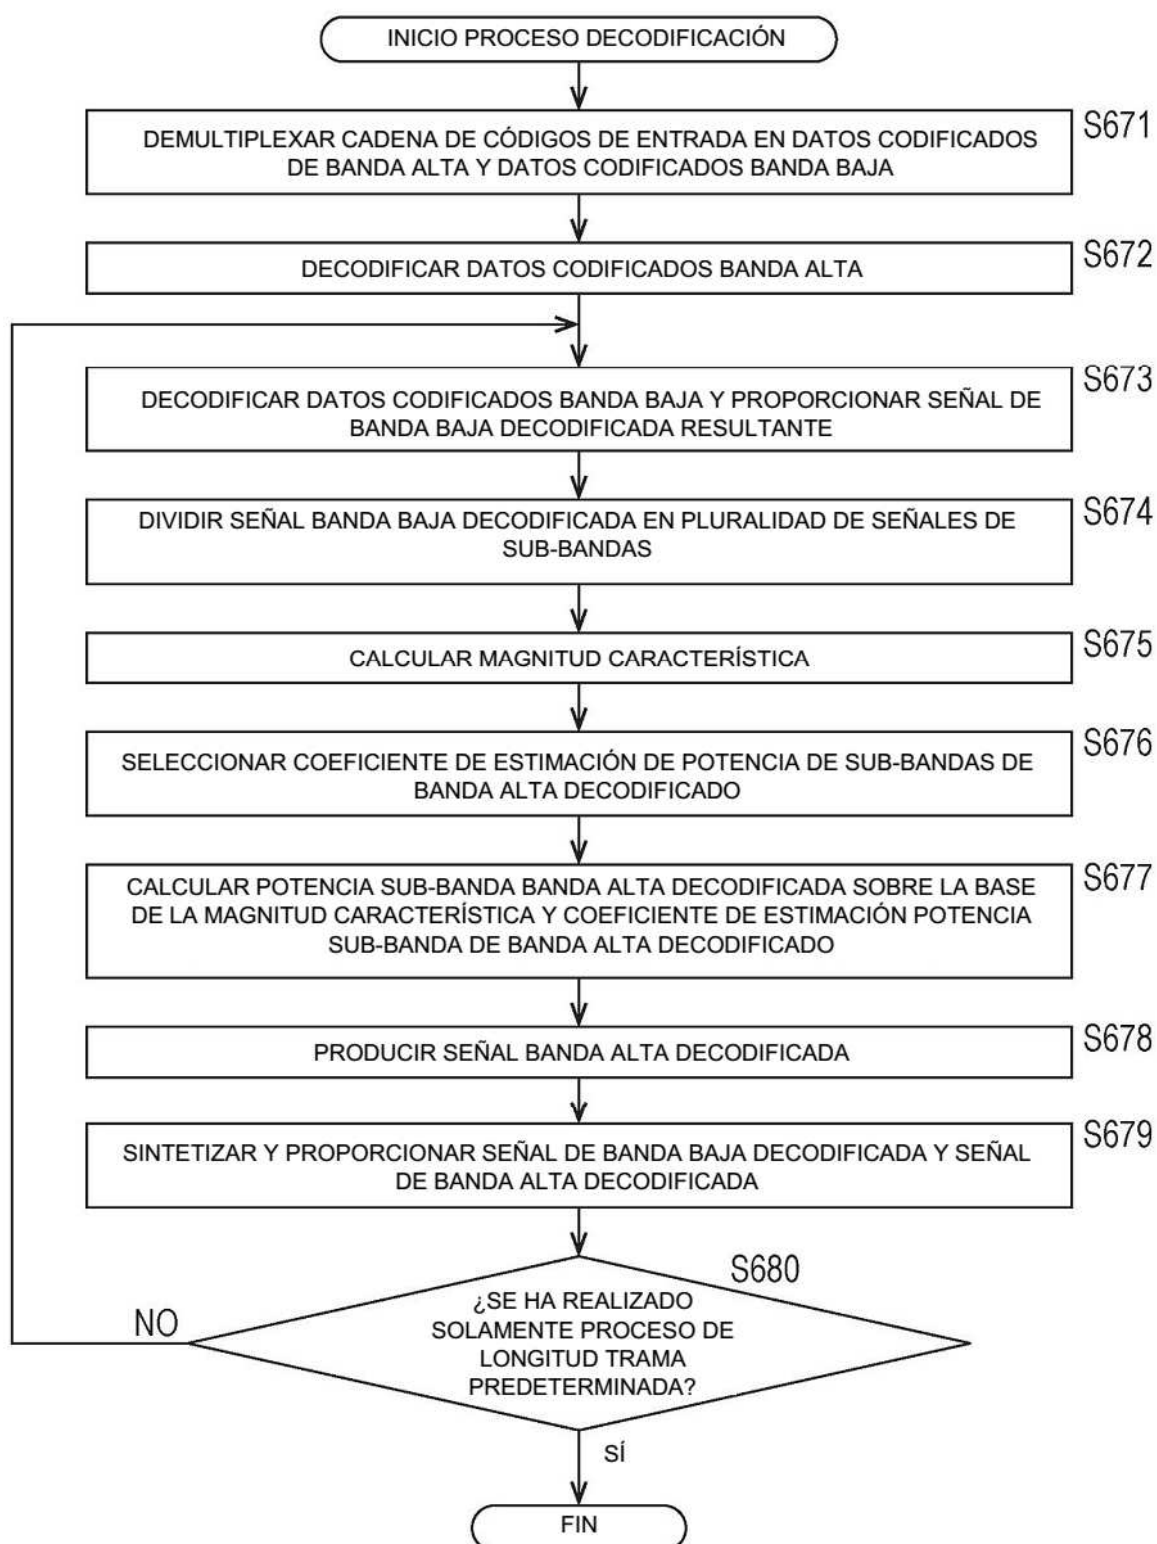 INICIO PROCESO DECODIFICACIÓN
S671
DEMULTIPLEXAR CADENA DE CÓDIGOS DE ENTRADA EN DATOS CODIFICADOS
DE BANDA ALTA Y DATOS CODIFICADOS BANDA BAJA
S672
DECODIFICAR DATOS CODIFICADOS BANDA ALTA
S673
DECODIFICAR DATOS CODIFICADOS BANDA BAJA Y PROPORCIONAR SEÑAL DE
BANDA BAJA DECODIFICADA RESULTANTE
S674
DIVIDIR SEÑAL BANDA BAJA DECODIFICADA EN PLURALIDAD DE SEÑALES DE
SUB-BANDAS
S675
CALCULAR MAGNITUD CARACTERÍSTICA
S676
SELECCIONAR COEFICIENTE DE ESTIMACIÓN DE POTENCIA DE SUB-BANDAS DE
BANDA ALTA DECODIFICADO
S677
CALCULAR POTENCIA SUB-BANDA BANDA ALTA DECODIFICADA SOBRE LA BASE
DE LA MAGNITUD CARACTERÍSTICA Y COEFICIENTE DE ESTIMACIÓN POTENCIA
SUB-BANDA DE BANDA ALTA DECODIFICADO
S678
PRODUCIR SEÑAL BANDA ALTA DECODIFICADA
S679
SINTETIZAR Y PROPORCIONAR SEÑAL DE BANDA BAJA DECODIFICADA Y SEÑAL
DE BANDA ALTA DECODIFICADA
S680
¿SE HA REALIZADO
SOLAMENTE PROCESO DE
LONGITUD TRAMA
PREDETERMINADA?
NO
SÍ
FIN